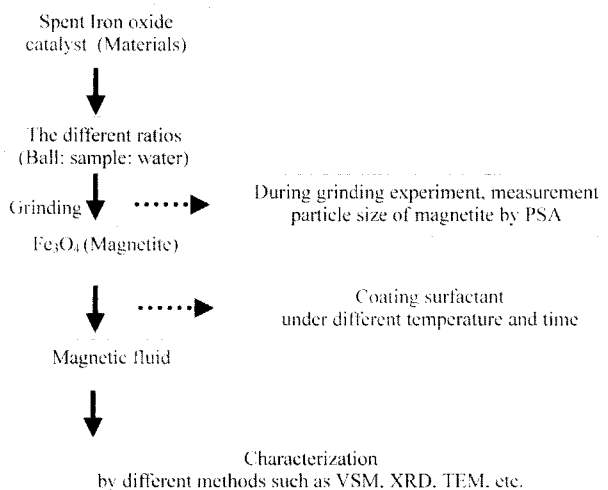 Spent Iron oxide
catalyst (Materials)
The different ratios
(Ball: sample: water)
Grinding
During grinding experiment, measurement
particle size of magnetite by PSA
Fe₃O₄ (Magnetite)
Coating surfactant
under different temperature and time
Magnetic fluid
Characterization
by different methods such as VSM, XRD, TEM, etc.